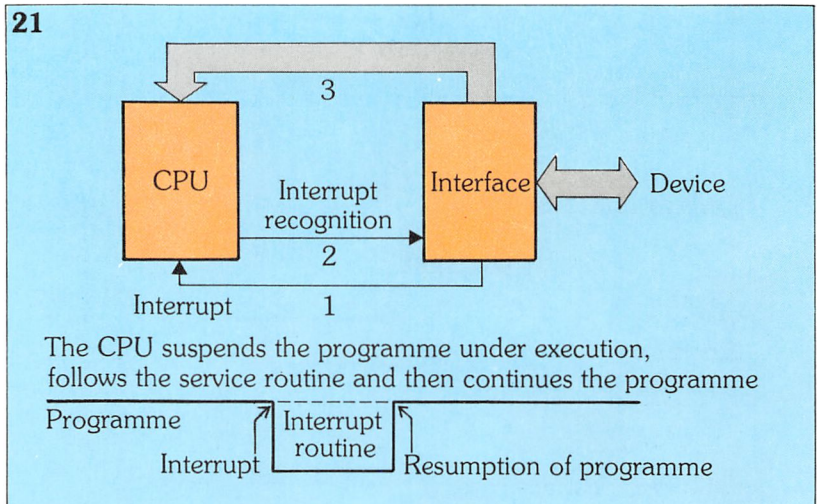 21
3
CPU
Interrupt
recognition
2
Interface
Device
Interrupt
1
The CPU suspends the programme under execution,
follows the service routine and then continues the programme
Programme
Interrupt
routine
Interrupt
Resumption of programme